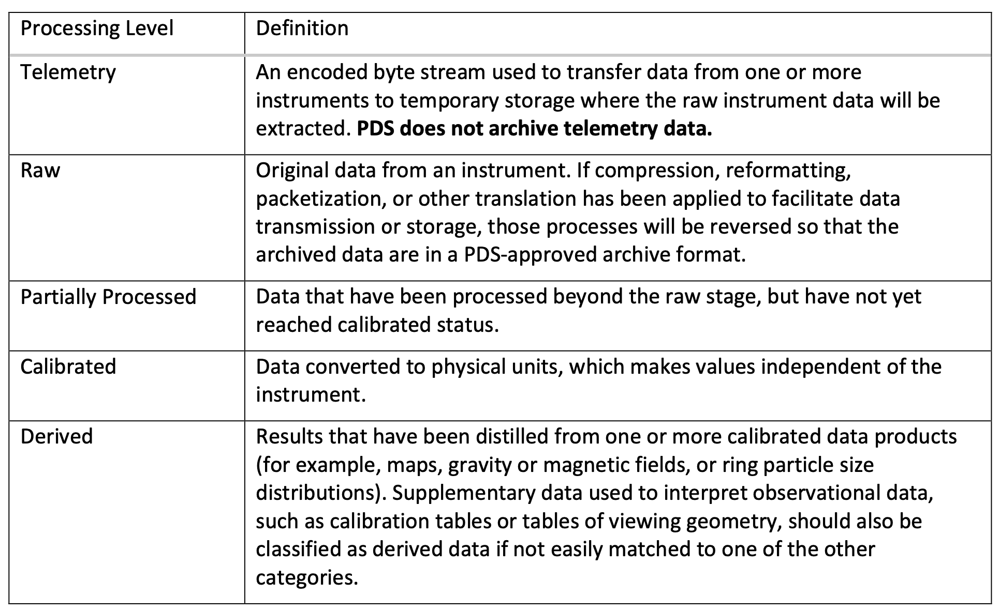 Processing Level
Definition
Telemetry
An encoded byte stream used to transfer data from one or more
instruments to temporary storage where the raw instrument data will be
extracted. PDS does not archive telemetry data.
Raw
Original data from an instrument. If compression, reformatting,
packetization, or other translation has been applied to facilitate data
transmission or storage, those processes will be reversed so that the
archived data are in a PDS-approved archive format.
Partially Processed
Data that have been processed beyond the raw stage, but have not yet
reached calibrated status.
Calibrated
Data converted to physical units, which makes values independent of the
instrument.
Derived
Results that have been distilled from one or more calibrated data products
(for example, maps, gravity or magnetic fields, or ring particle size
distributions). Supplementary data used to interpret observational data,
such as calibration tables or tables of viewing geometry, should also be
classified as derived data if not easily matched to one of the other
categories.